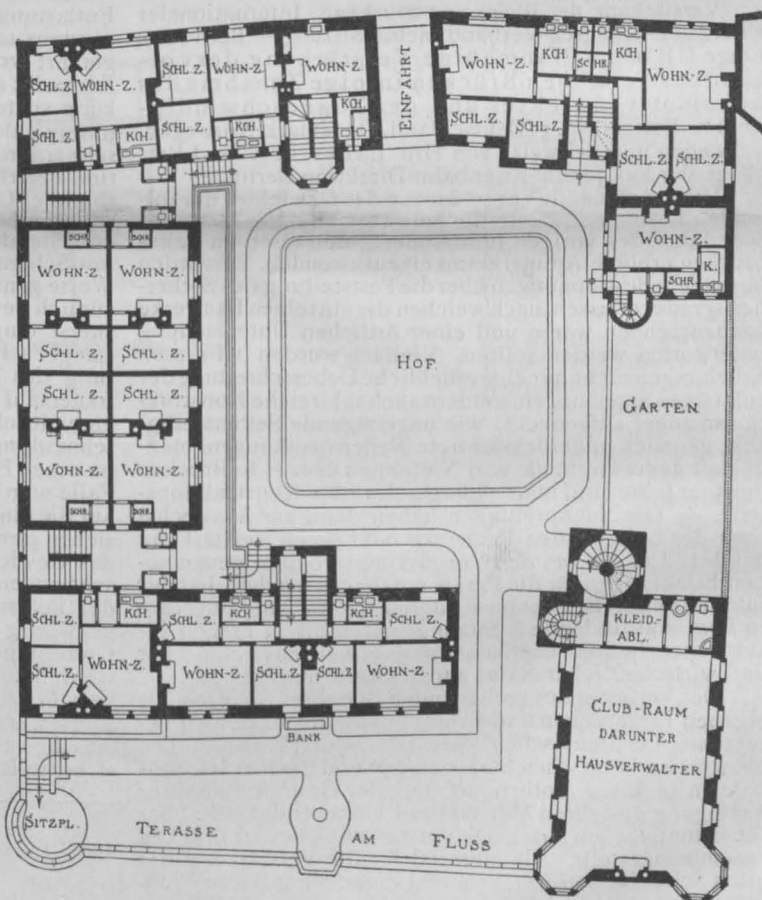 SCHL.Z.
WOHN-Z.
SCHL.Z.
WOHN-Z.
WOHN-Z.
EINFAHRT
WOHN-Z.
KCH.
SCHR.
KCH.
WOHN-Z.
SCHL.Z.
KCH.
SCHL.Z.
KCH.
KCH.
SCHL.Z.
SCHL.Z.
SCHL.Z.
SCHL.Z.
SCHR.
SCHR.
WOHN-Z.
K.
SCHR.
WOHN-Z.
WOHN-Z.
SCHL.Z.
SCHL.Z.
HOF
SCHL.Z.
SCHL.Z.
GARTEN
WOHN-Z.
WOHN-Z.
SCHR.
SCHR.
SCHL.Z.
KCH.
SCHL.Z.
KCH.
KCH.
SCHL.Z.
KLEID-
ABL.
SCHL.Z.
WOHN-Z.
WOHN-Z.
SCHL.Z.
SCHL.Z.
WOHN-Z.
CLUB-RAUM
DARUNTER
HAUSVERWALTER
BANK
SITZPL.
TERASSE
AM
FLUSS